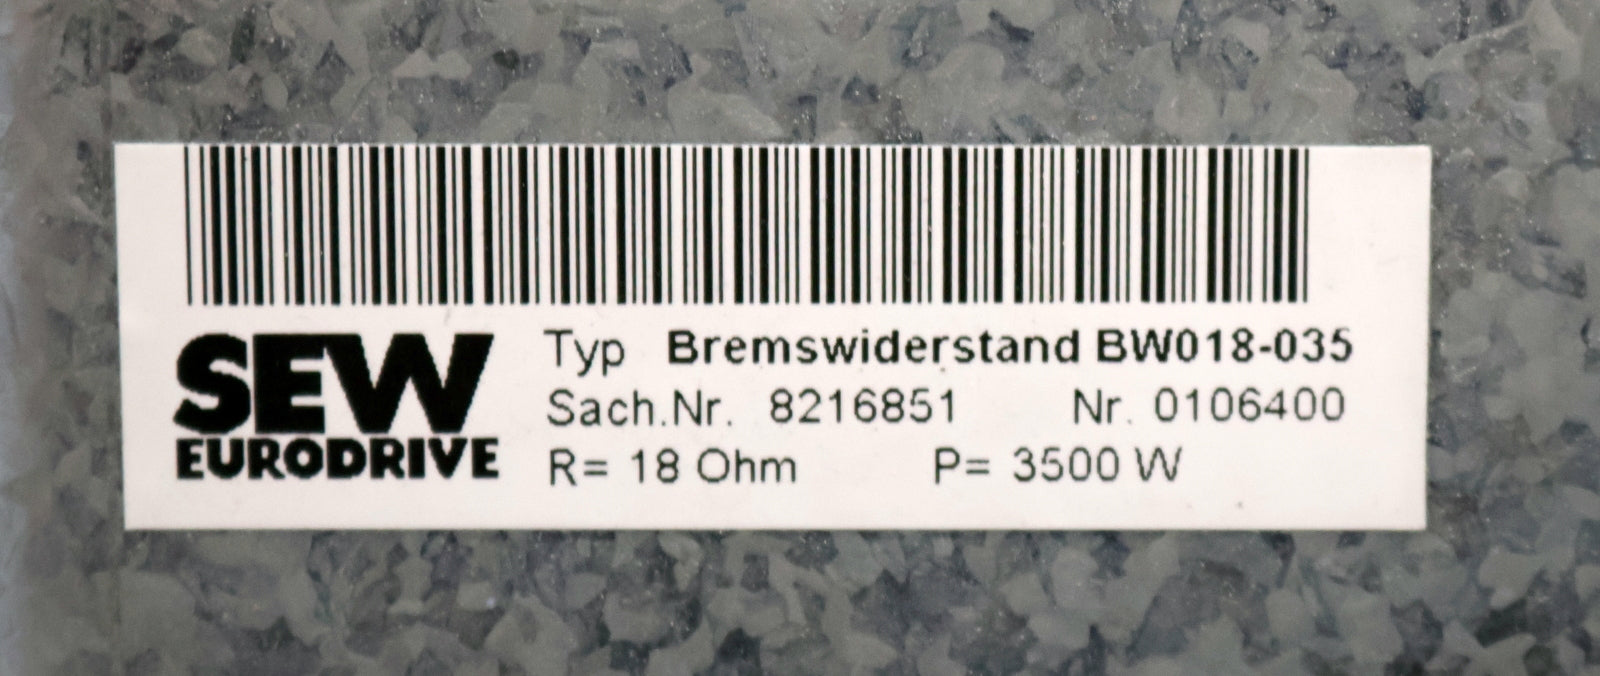 SEW
EURODRIVE
Typ Bremswiderstand BW018-035
Sach.Nr. 8216851 Nr. 0106400
R= 18 Ohm P= 3500 W